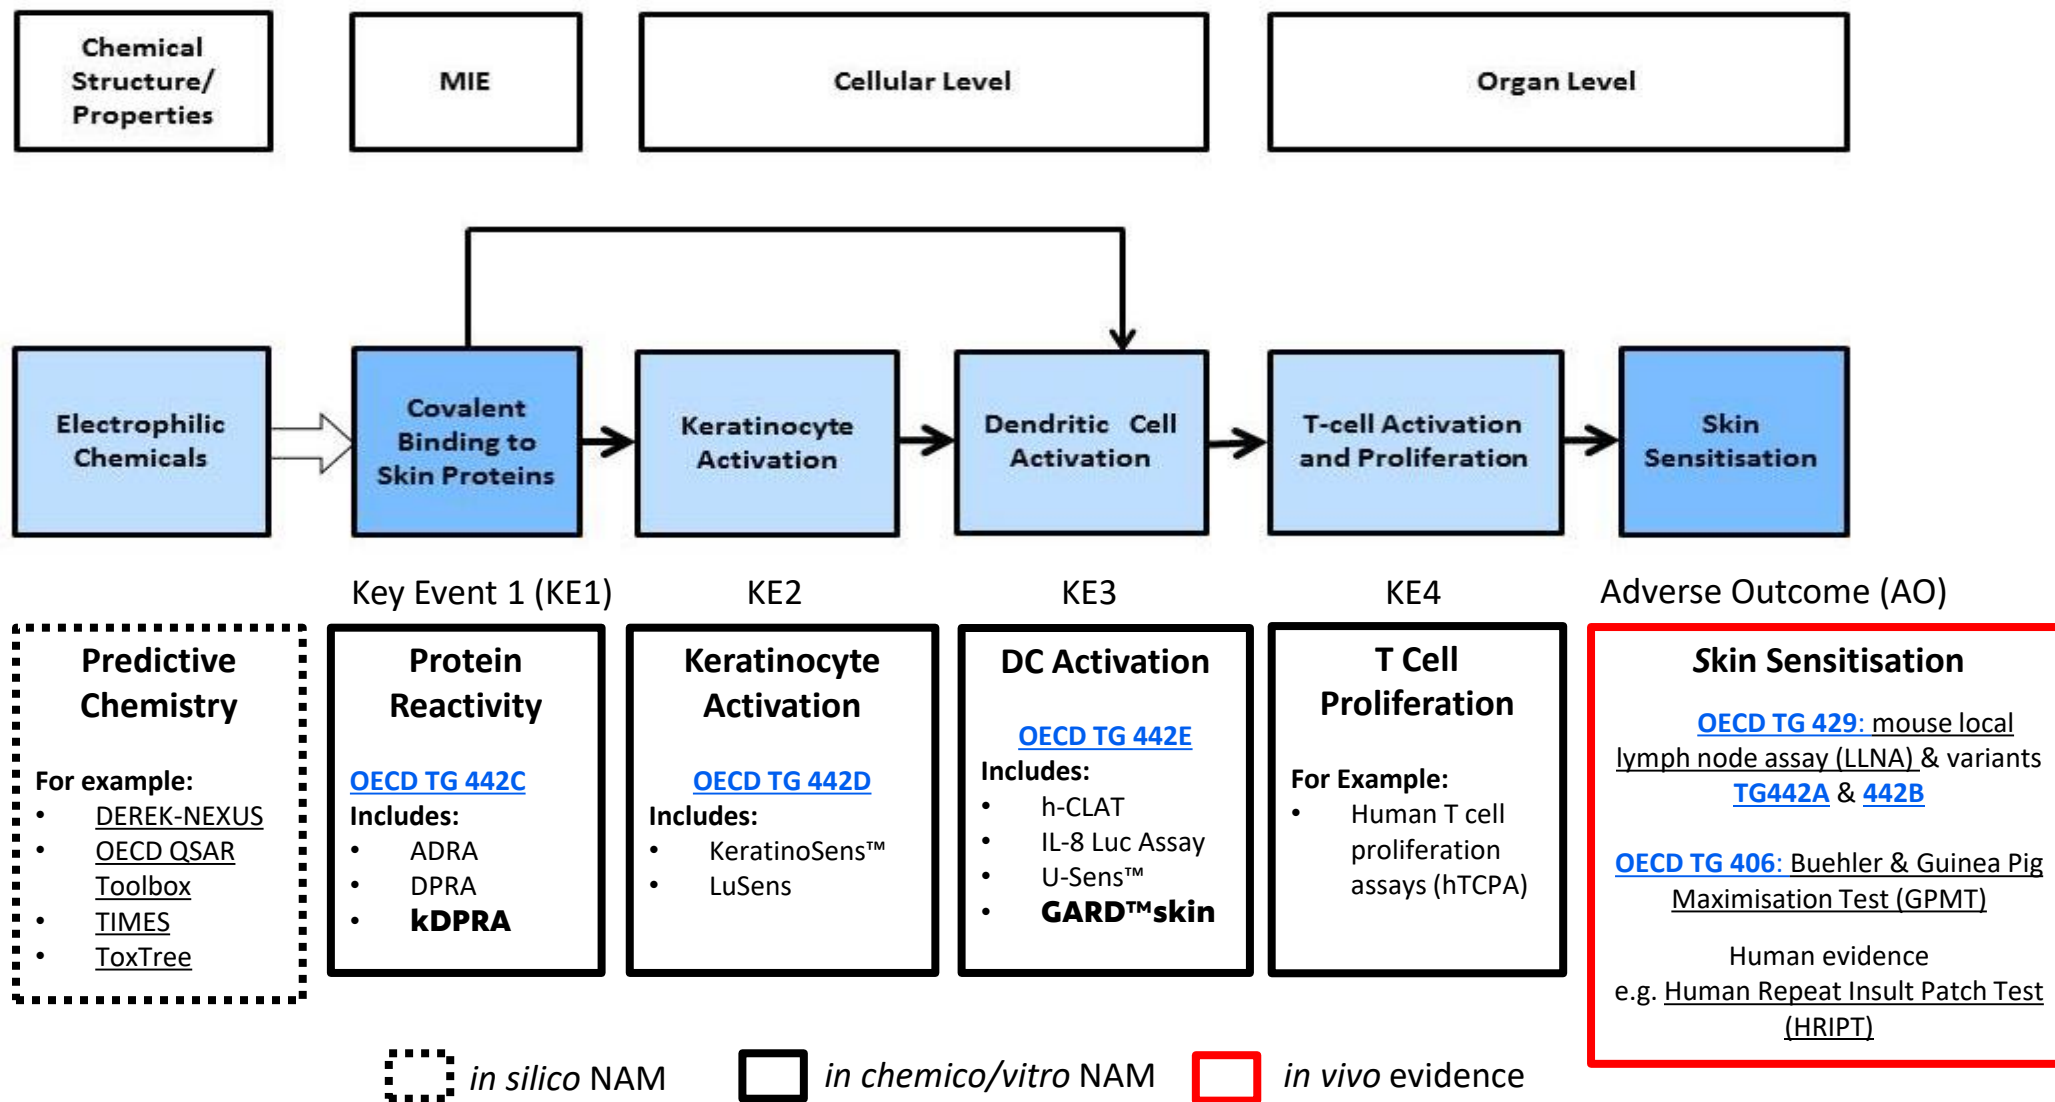 Chemical
Structure/
Properties
MIE
Cellular Level
Organ Level
Electrophilic
Chemicals
Covalent
Binding to
Skin Proteins
Keratinocyte
Activation
Dendritic Cell
Activation
T-cell Activation
and Proliferation
Skin
Sensitisation
Key Event 1 (KE1)
KE2
KE3
KE4
Adverse Outcome (AO)
Predictive
Chemistry
For example:
• DEREK-NEXUS
• OECD QSAR
Toolbox
• TIMES
• ToxTree
Protein
Reactivity
OECD TG 442C
Includes:
• ADRA
• DPRA
• kDPRA
Keratinocyte
Activation
OECD TG 442D
Includes:
• KeratinoSens™
• LuSens
DC Activation
OECD TG 442E
Includes:
• h-CLAT
• IL-8 Luc Assay
• U-Sens™
• GARD™skin
T Cell
Proliferation
For Example:
• Human T cell
proliferation
assays (hTCPA)
Skin Sensitisation
OECD TG 429: mouse local
lymph node assay (LLNA) & variants
TG442A & 442B
OECD TG 406: Buehler & Guinea Pig
Maximisation Test (GPMT)
Human evidence
e.g. Human Repeat Insult Patch Test
(HRIPT)
in silico NAM
in chemico/vitro NAM
in vivo evidence